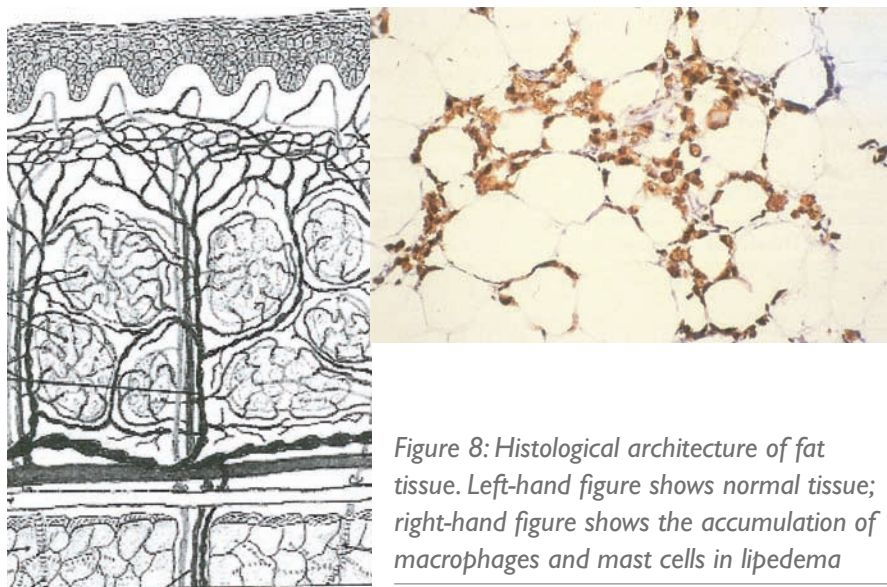 Figure 8: Histological architecture of fat
tissue. Left-hand figure shows normal tissue;
right-hand figure shows the accumulation of
macrophages and mast cells in lipedema